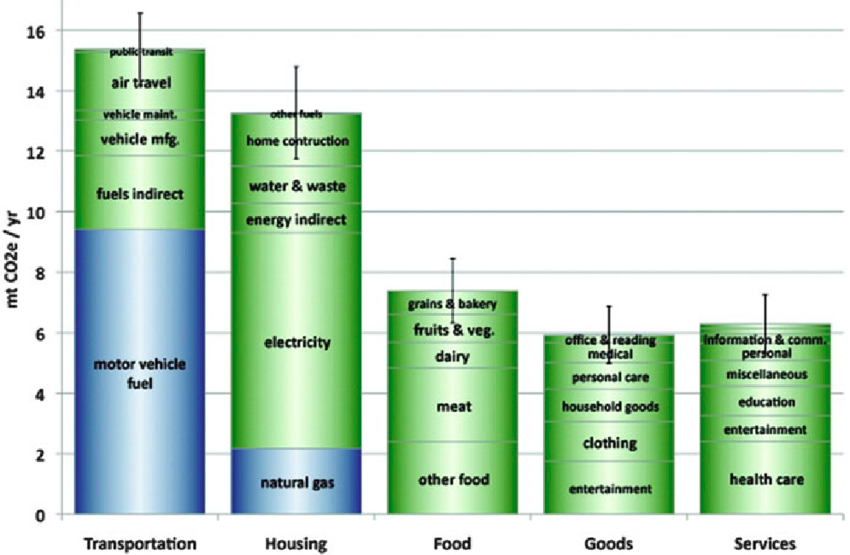 mt CO2e / yr
16
14
12
10
8
6
4
2
0
public transit
air travel
vehicle maint.
vehicle mfg.
fuels indirect
motor vehicle
fuel
other fuels
home contruction
water & waste
energy indirect
electricity
natural gas
grains & bakery
fruits & veg.
dairy
meat
other food
office & reading
medical
personal care
household goods
clothing
entertainment
information & comm.
personal
miscellaneous
education
entertainment
health care
Transportation
Housing
Food
Goods
Services